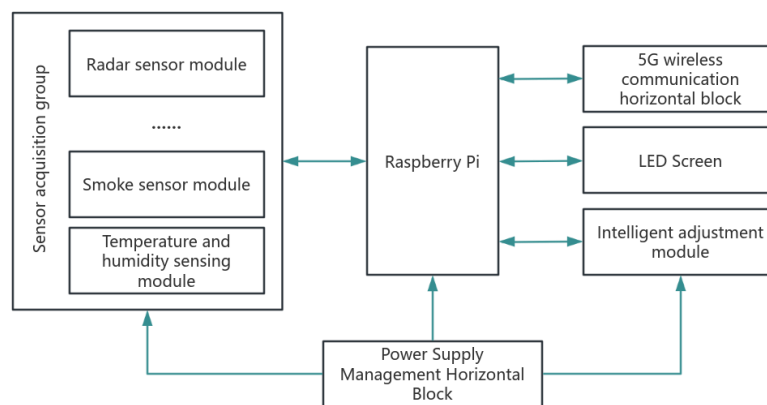 Sensor acquisition group
Radar sensor module
......
Smoke sensor module
Temperature and
humidity sensing
module
Raspberry Pi
5G wireless
communication
horizontal block
LED Screen
Intelligent adjustment
module
Power Supply
Management Horizontal
Block